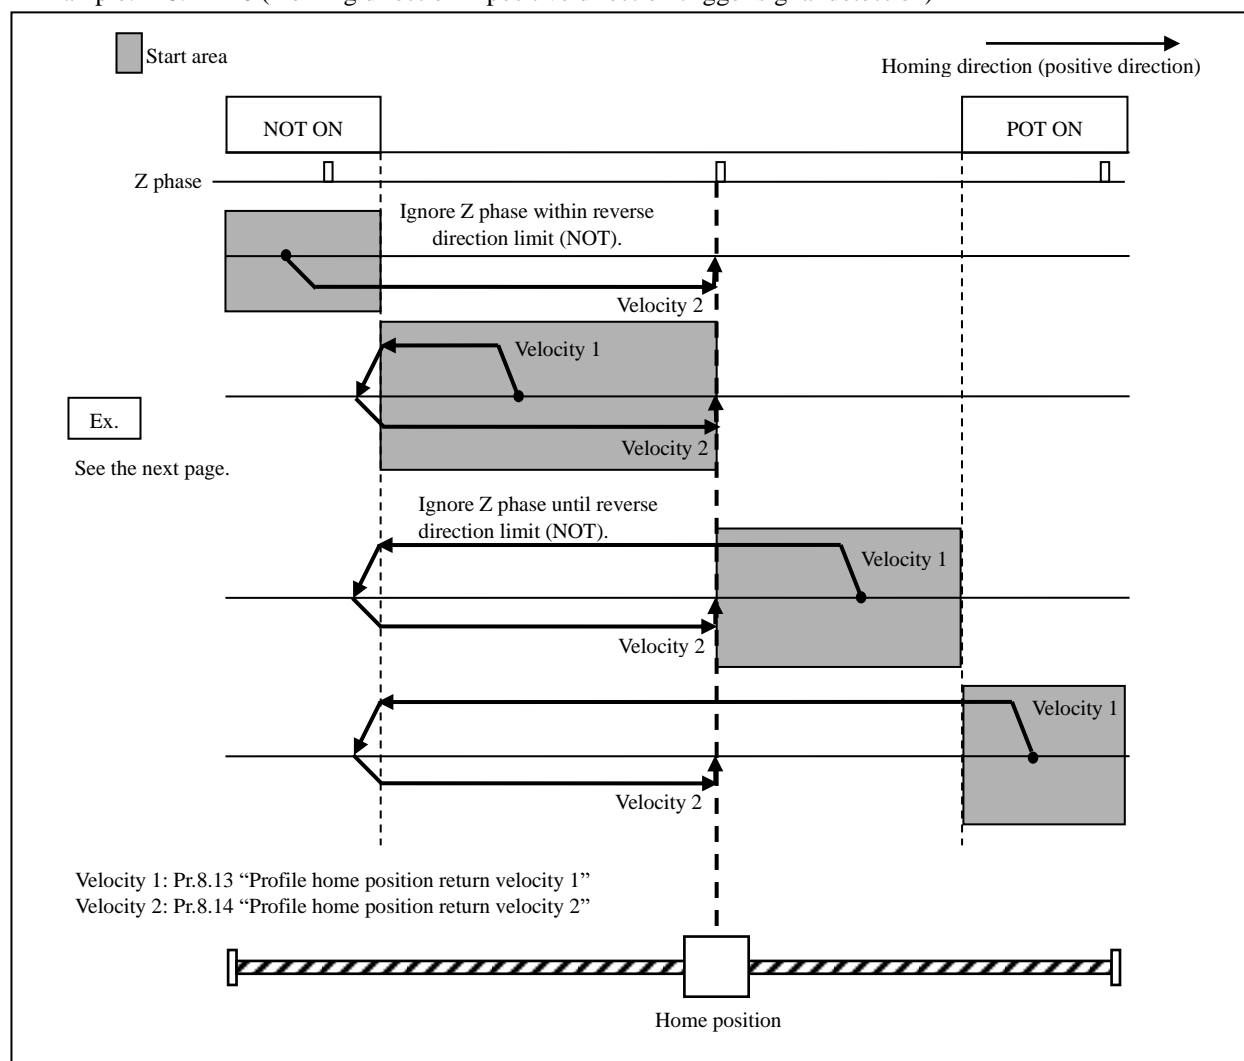 Start area
Homing direction (positive direction)
NOT ON
POT ON
Z phase
Ignore Z phase within reverse
direction limit (NOT).
Velocity 2
Velocity 1
Ex.
Velocity 2
See the next page.
Ignore Z phase until reverse
direction limit (NOT).
Velocity 1
Velocity 2
Velocity 1
Velocity 2
Velocity 1: Pr.8.13 “Profile home position return velocity 1”
Velocity 2: Pr.8.14 “Profile home position return velocity 2”
Home position